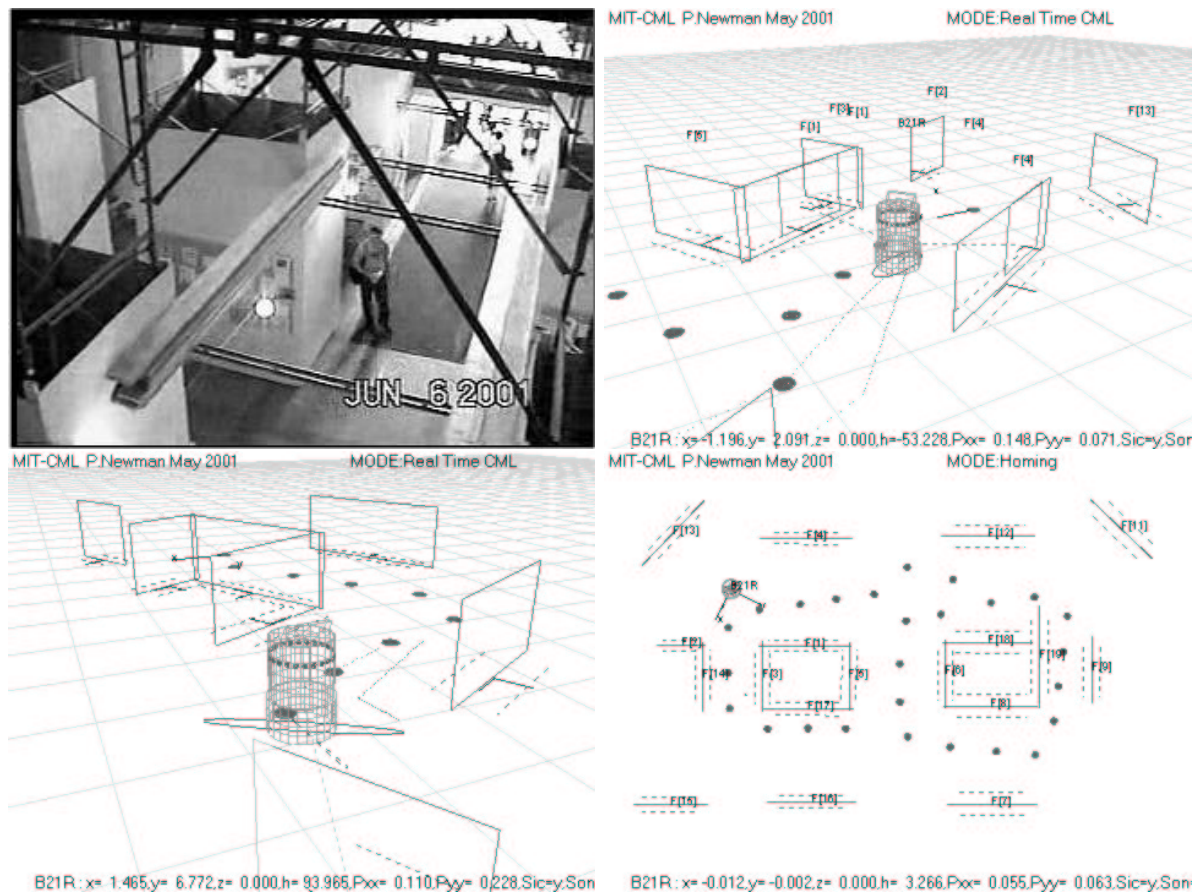 MIT-CML P.Newman May 2001 MODE:Real Time CML
F[2]
F[3] F[1] F[13]
F[1] B21R F[4]
F[6] F[4]
x
JUN 6 2001
B21R : x= -1.196,y= 2.091,z= 0.000,h=-53.228,Pxx= 0.148,Pyy= 0.071,Sic=y,Son
MIT-CML P.Newman May 2001 MODE:Real Time CML
x y
B21R : x= 1.465,y= 6.772,z= 0.000,h= 93.965,Pxx= 0.110,Pyy= 0.228,Sic=y,Son
MIT-CML P.Newman May 2001 MODE:Homing
F[13] F[4] F[12] F[11]
B21R
x y
F[2] F[1] F[18]
F[14] F[3] F[5] F[6] F[19] F[9]
F[17] F[8]
F[15] F[16] F[7]
B21R : x= -0.012,y= -0.002,z= 0.000,h= 3.266,Pxx= 0.055,Pyy= 0.063,Sic=y,Son